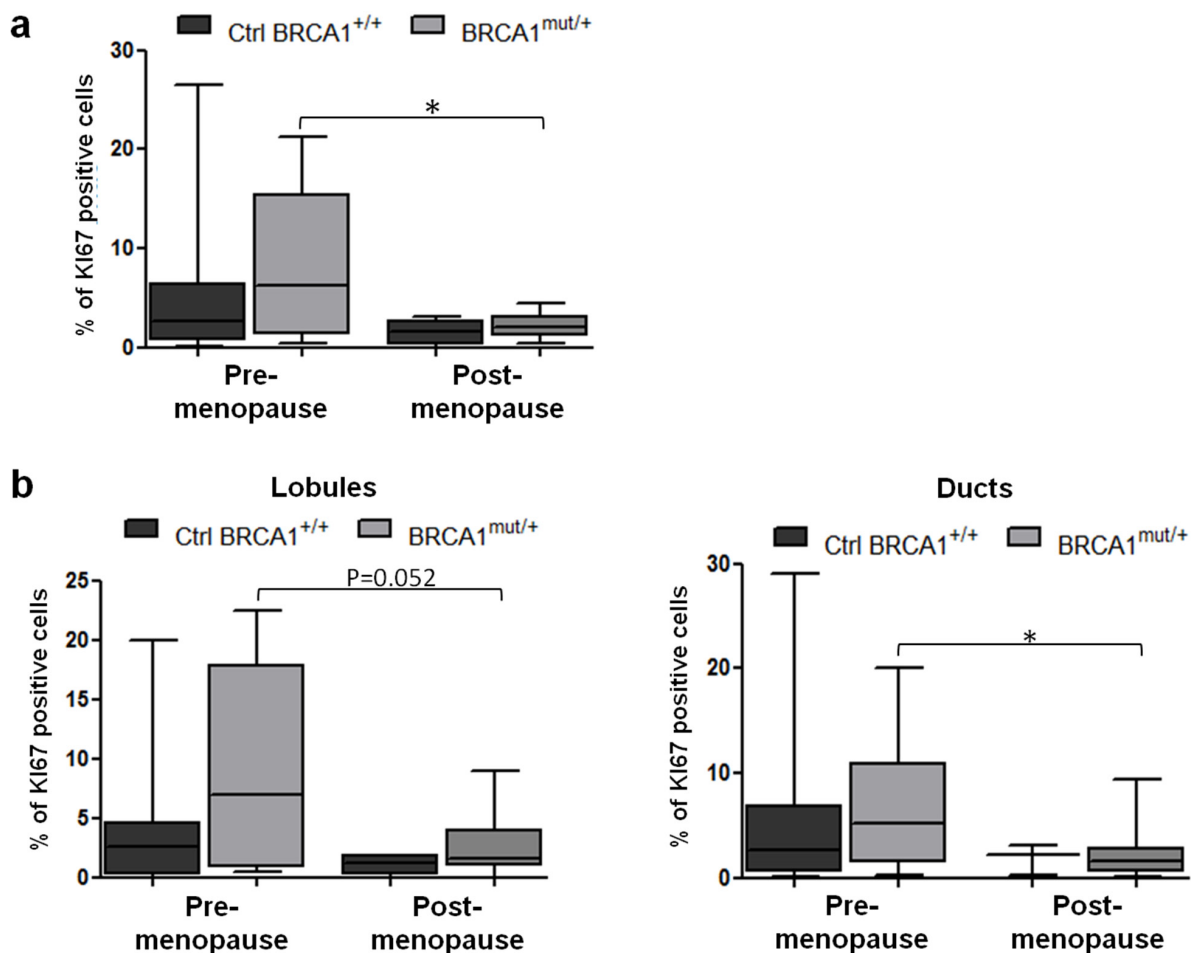 a
Ctrl BRCA1+/+ BRCA1mut/+
% of KI67 positive cells
30
20
10
0
*
Pre-
menopause
Post-
menopause
b
Lobules
Ctrl BRCA1+/+ BRCA1mut/+
% of KI67 positive cells
25
20
15
10
5
0
P=0.052
Pre-
menopause
Post-
menopause
Ducts
Ctrl BRCA1+/+ BRCA1mut/+
% of KI67 positive cells
30
20
10
0
*
Pre-
menopause
Post-
menopause